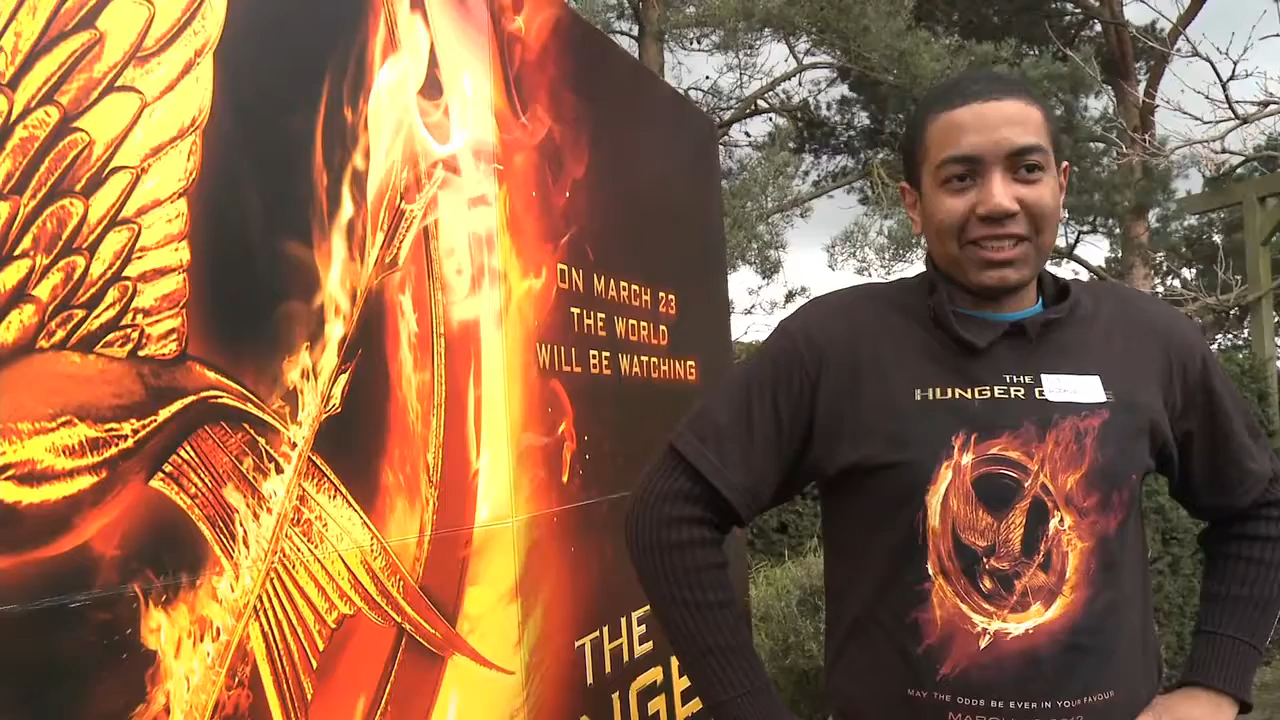 ON MARCH 23
THE WORLD
WILL BE WATCHING
THE
THE
HUNGER
MAY THE ODDS BE EVER IN YOUR FAVOUR
MARCH